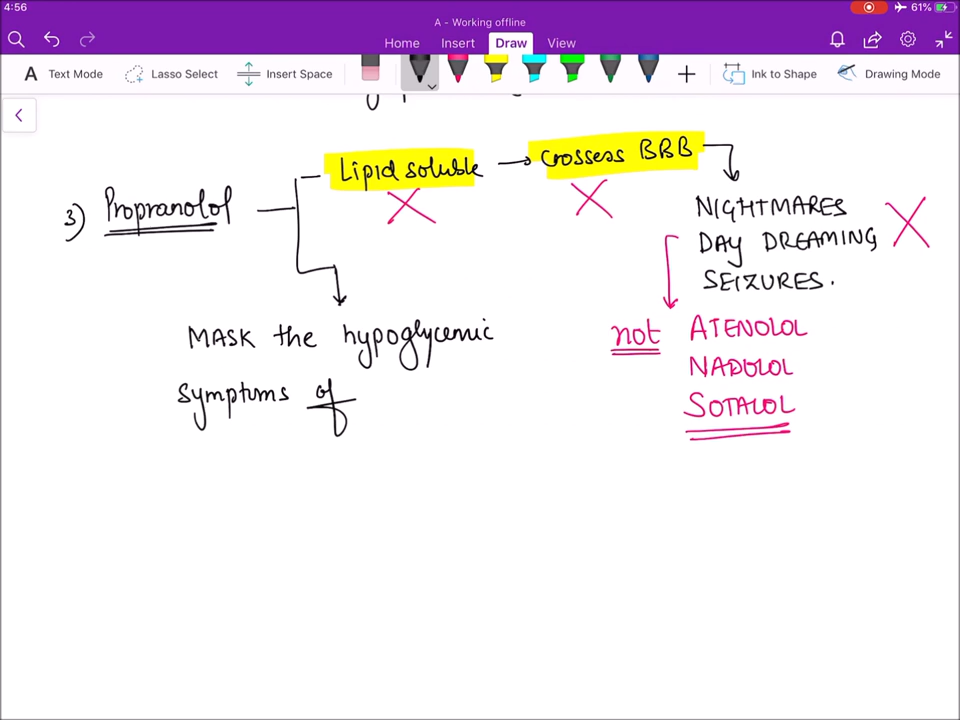 4:56
61%
A - Working offline
Home Insert Draw View
Text Mode Lasso Select Insert Space Ink to Shape Drawing Mode
3) Propranolol
Lipid soluble → Crossess BBB
NIGHTMARES
DAY DREAMING
SEIZURES.
MASK the hypoglycemic
symptoms of
not ATENOLOL
NADOLOL
SOTALOL